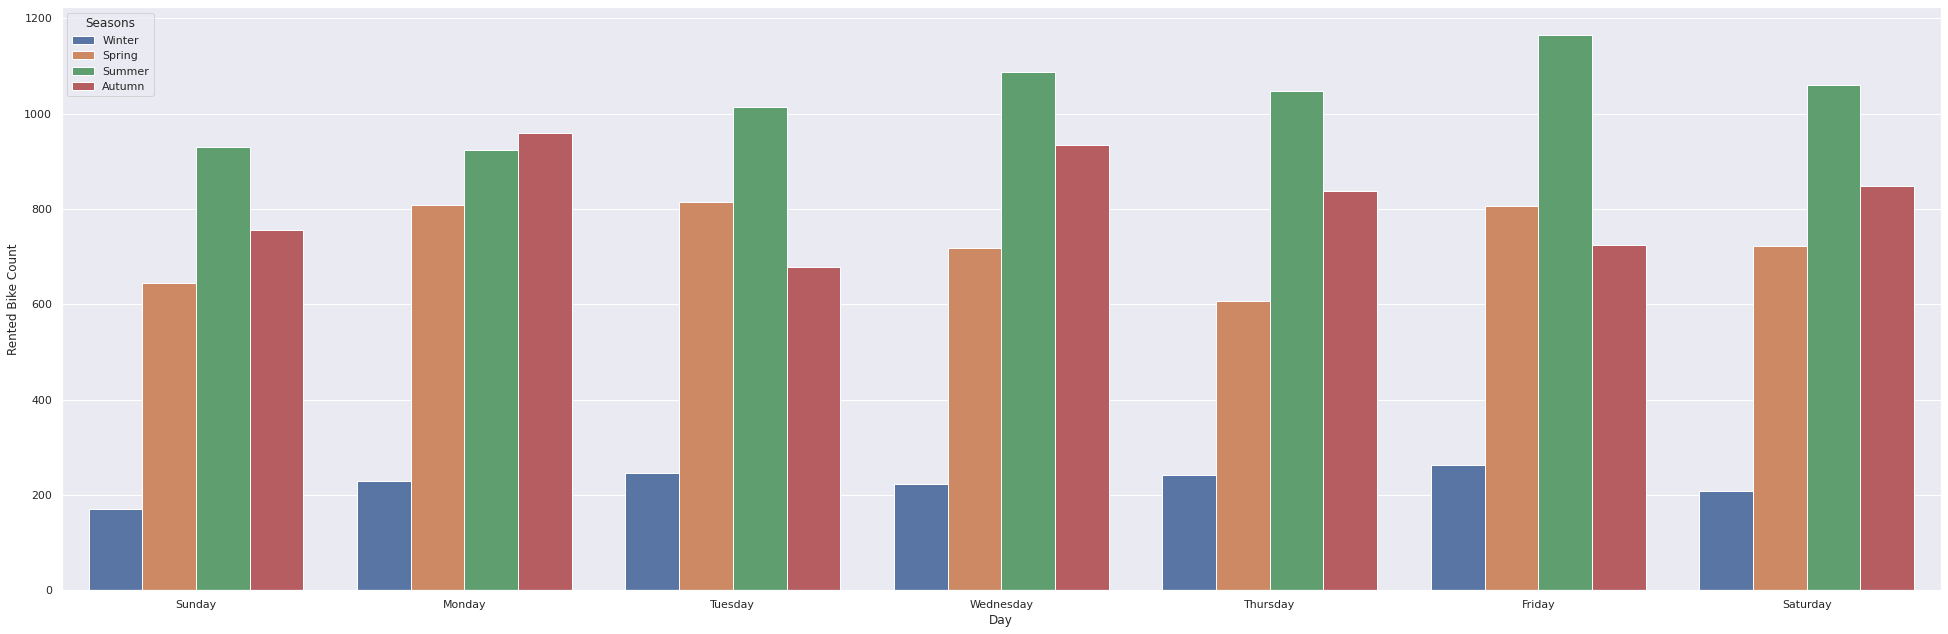 Seasons
Winter
Spring
Summer
Autumn
1200
1000
800
600
400
200
0
Rented Bike Count
Sunday Monday Tuesday Wednesday Thursday Friday Saturday
Day